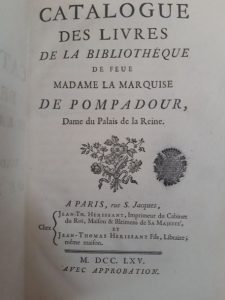 CATALOGUE
DES LIVRES
DE LA BIBLIOTHÉQUE
DE FEUE
MADAME LA MARQUISE
DE POMPADOUR,
Dame du Palais de la Reine.
A PARIS, rue S. Jacques,
Chez
JEAN-TH. HERISSANT, Imprimeur du Cabinet
du Roi, Maison & Bâtimens de SA MAJESTÉ,
ET
JEAN-THOMAS HERISSANT Fils, Libraire;
même maison.
M. DCC. LXV.
AVEC APPROBATION.